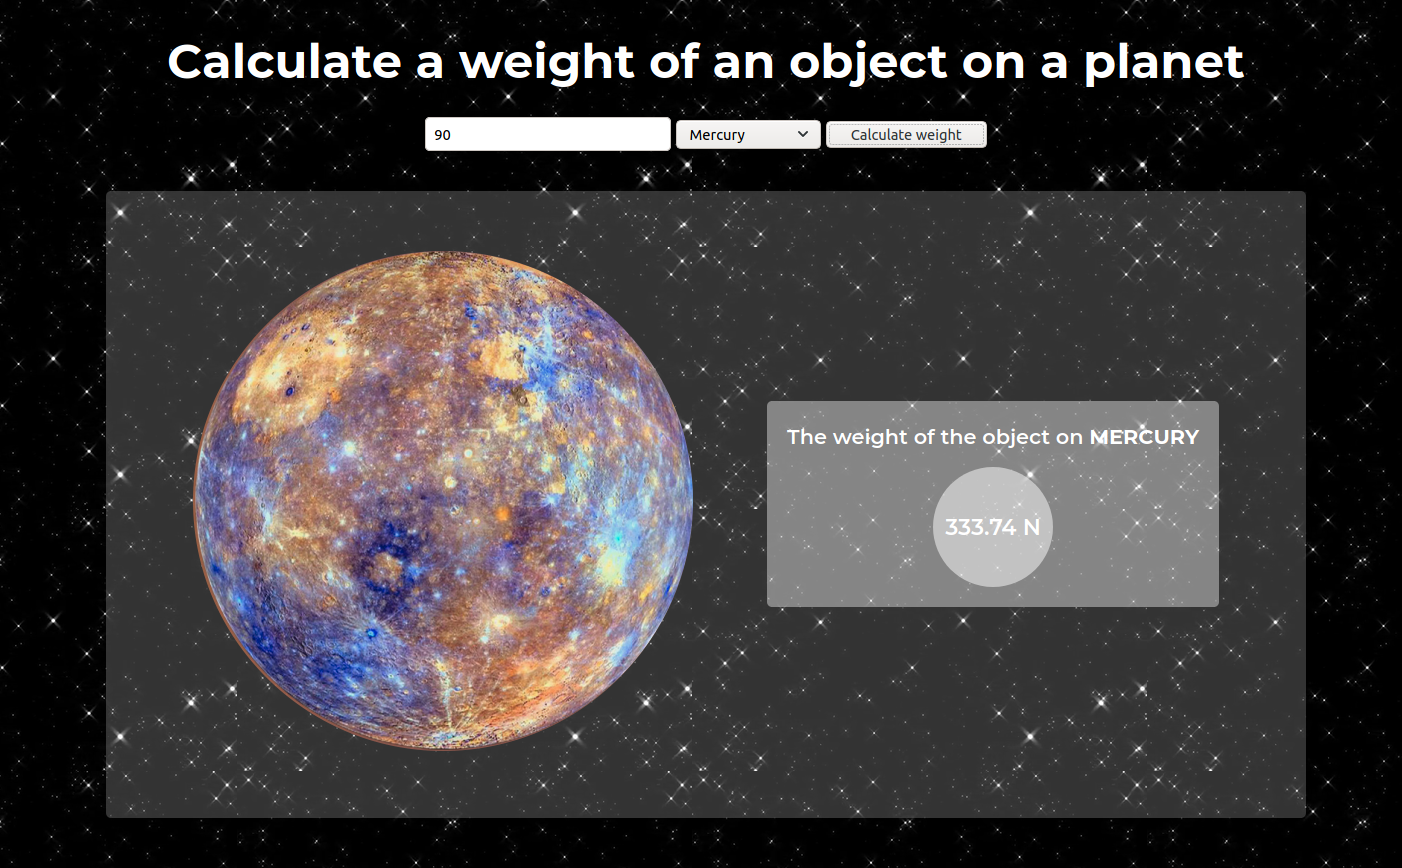 Calculate a weight of an object on a planet
90 Mercury Calculate weight
The weight of the object on MERCURY
333.74 N